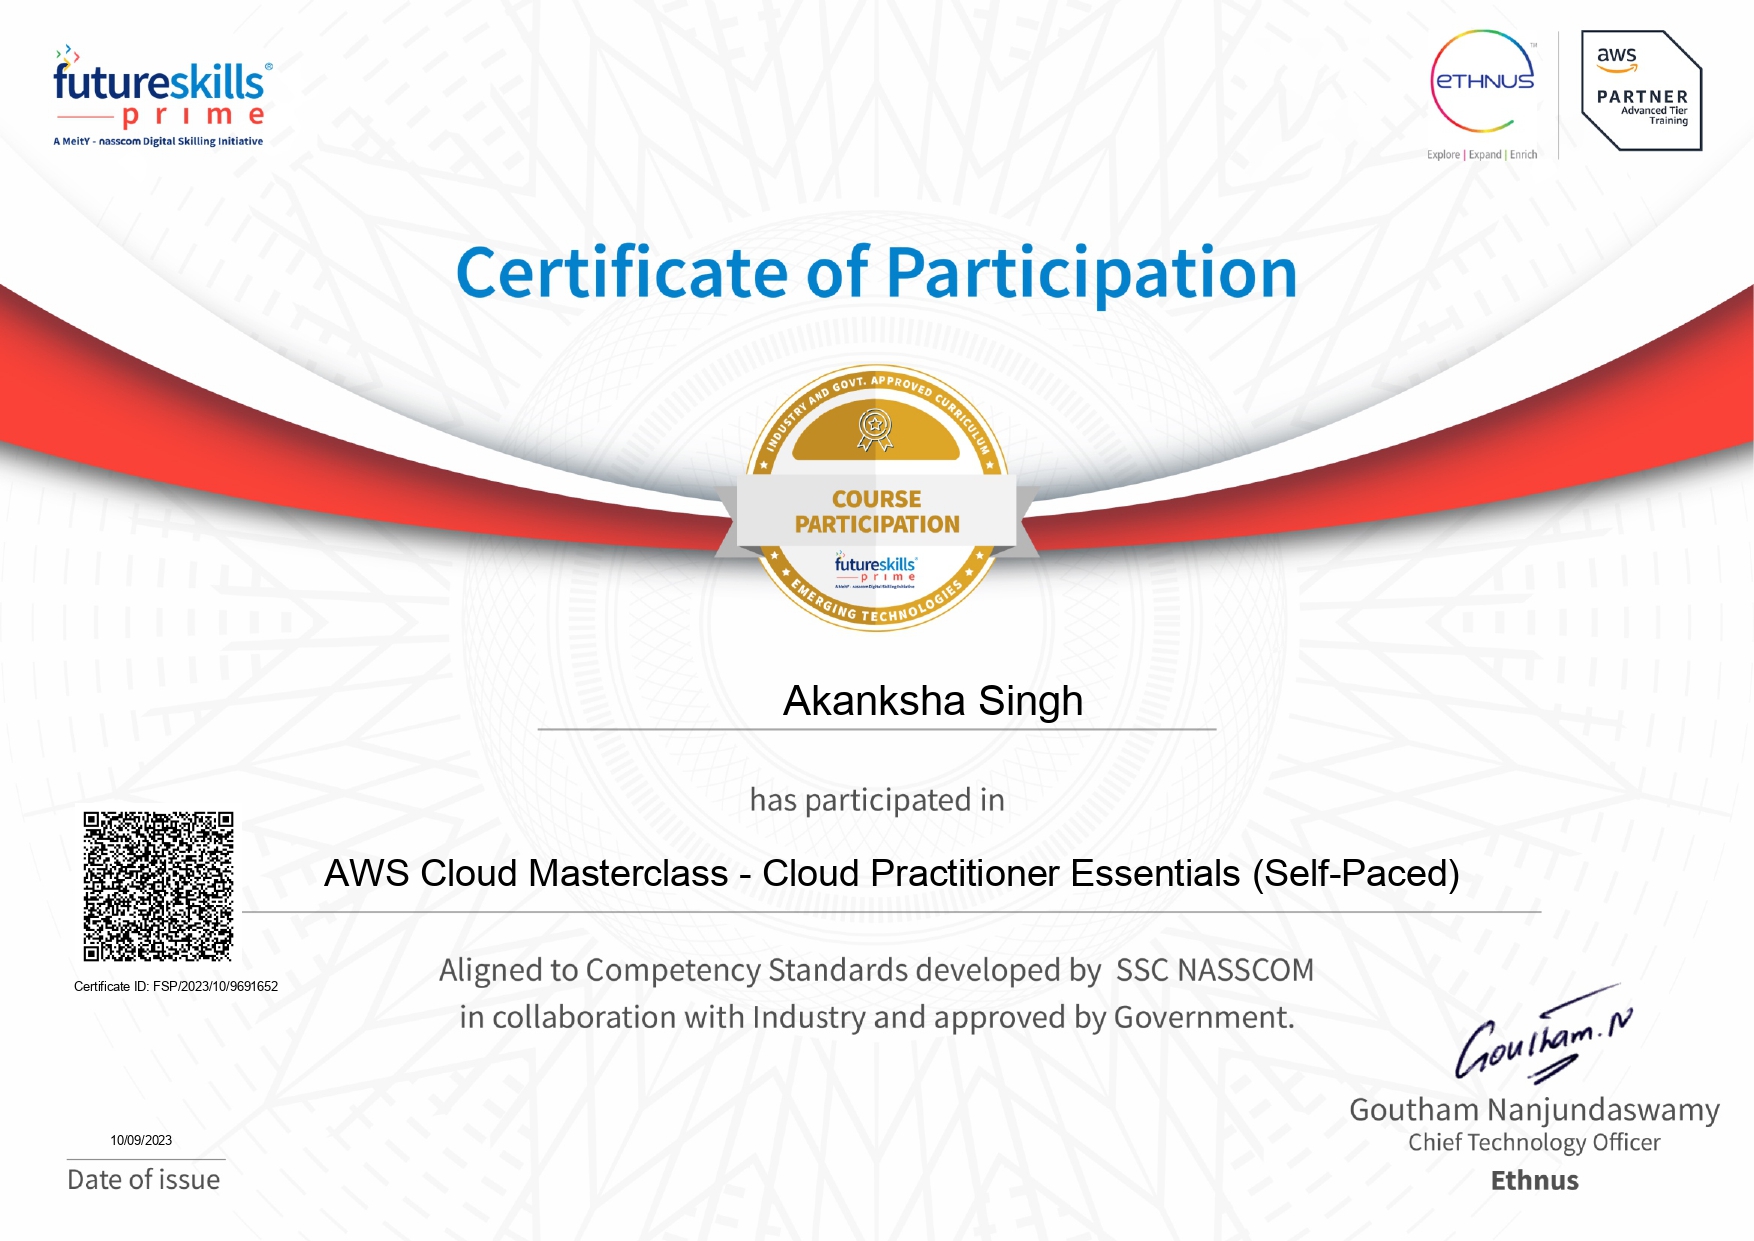 futureskills®
prime
A MeitY - nasscom Digital Skilling Initiative
eTHNUS™
Explore | Expand | Enrich
aws
PARTNER
Advanced Tier
Training
Certificate of Participation
INDUSTRY AND GOVT. APPROVED CURRICULUM
COURSE
PARTICIPATION
futureskills
prime
A MeitY - nasscom Digital Skilling Initiative
EMERGING TECHNOLOGIES
Akanksha Singh
has participated in
AWS Cloud Masterclass - Cloud Practitioner Essentials (Self-Paced)
Certificate ID: FSP/2023/10/9691652
Aligned to Competency Standards developed by SSC NASSCOM
in collaboration with Industry and approved by Government.
Goutham.N
Goutham Nanjundaswamy
Chief Technology Officer
Ethnus
10/09/2023
Date of issue